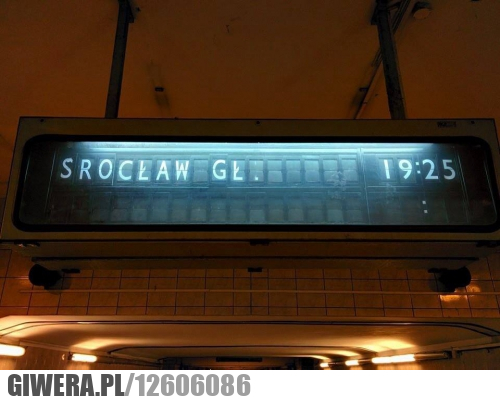 SROCŁAW GŁ. 19:25
:
GIWERA.PL/12606086